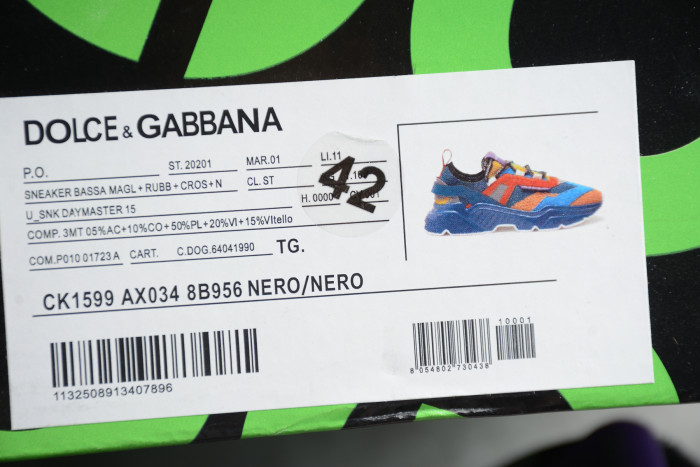 DOLCE & GABBANA
P.O. ST. 20201 MAR.01 LI.11
SNEAKER BASSA MAGL+RUBB+CROS+N CL.ST
U_SNK DAYMASTER 15 H.0000
42
COMP. 3MT 05%AC+10%CO+50%PL+20%VI+15%VItello
COM.P010 01723 A CART. C.DOG.64041990 TG.
CK1599 AX034 8B956 NERO/NERO
1132508913407896
10001
8 054802 730438